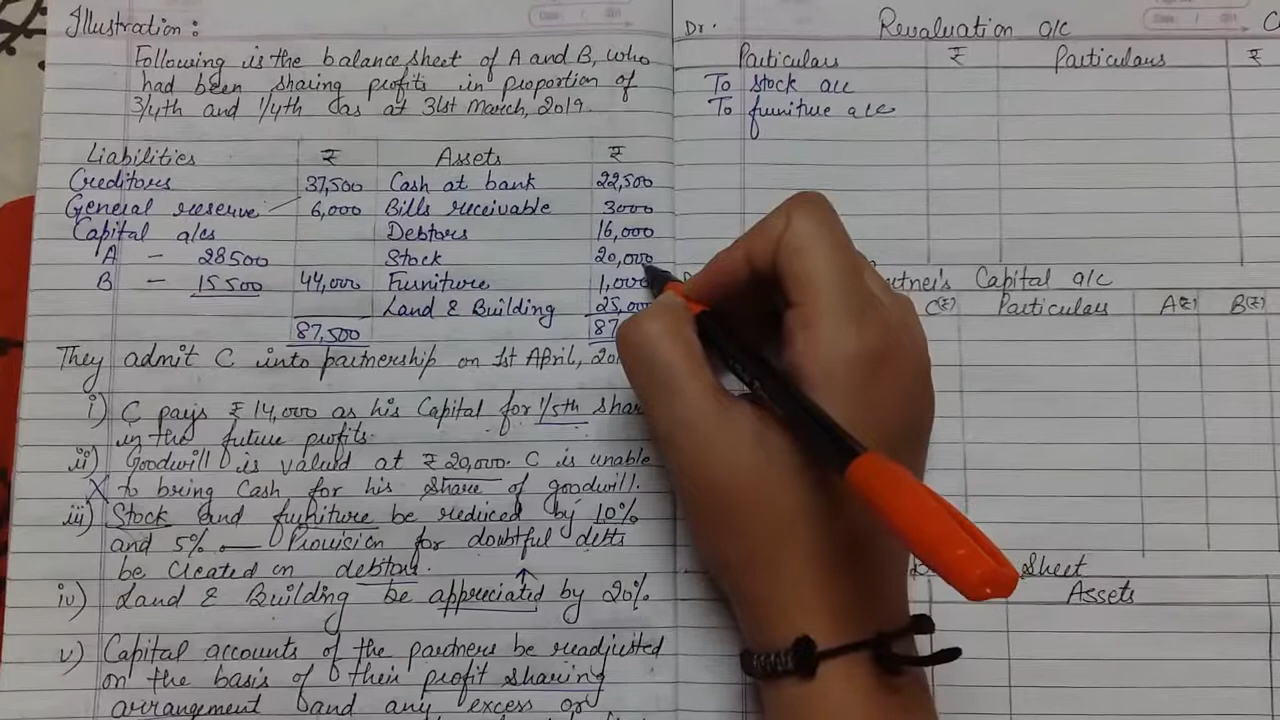 Illustration:
Following is the balance sheet of A and B, who
had been sharing profits in proportion of
3/4th and 1/4th as at 31st March, 2019.
Liabilities ₹ Assets ₹
Creditors 37,500 Cash at bank 22,500
General reserve 6,000 Bills receivable 3000
Capital a/cs Debtors 16,000
A - 28500 Stock 20,000
B - 15500 44,000 Furniture 1,000
Land & Building 25,000
87,500 87
They admit C into partnership on 1st April,
i) C pays ₹ 14,000 as his Capital for 1/5th
in the future profits.
ii) Goodwill is valued at ₹ 20,000. C is unable
to bring Cash for his share of goodwill.
iii) Stock and furniture be reduced by 10%
and 5% Provision for doubtful debts
be created on debtors.
iv) Land & Building be appreciated by 20%
v) Capital accounts of the partners be readjusted
on the basis of their profit sharing
arrangement and any excess or
Dr. Revaluation a/c C
Particulars ₹ Particulars ₹
To stock a/c
To furniture a/c
Capital a/c
C(₹) Particulars A(₹) B(₹)
Sheet
Assets